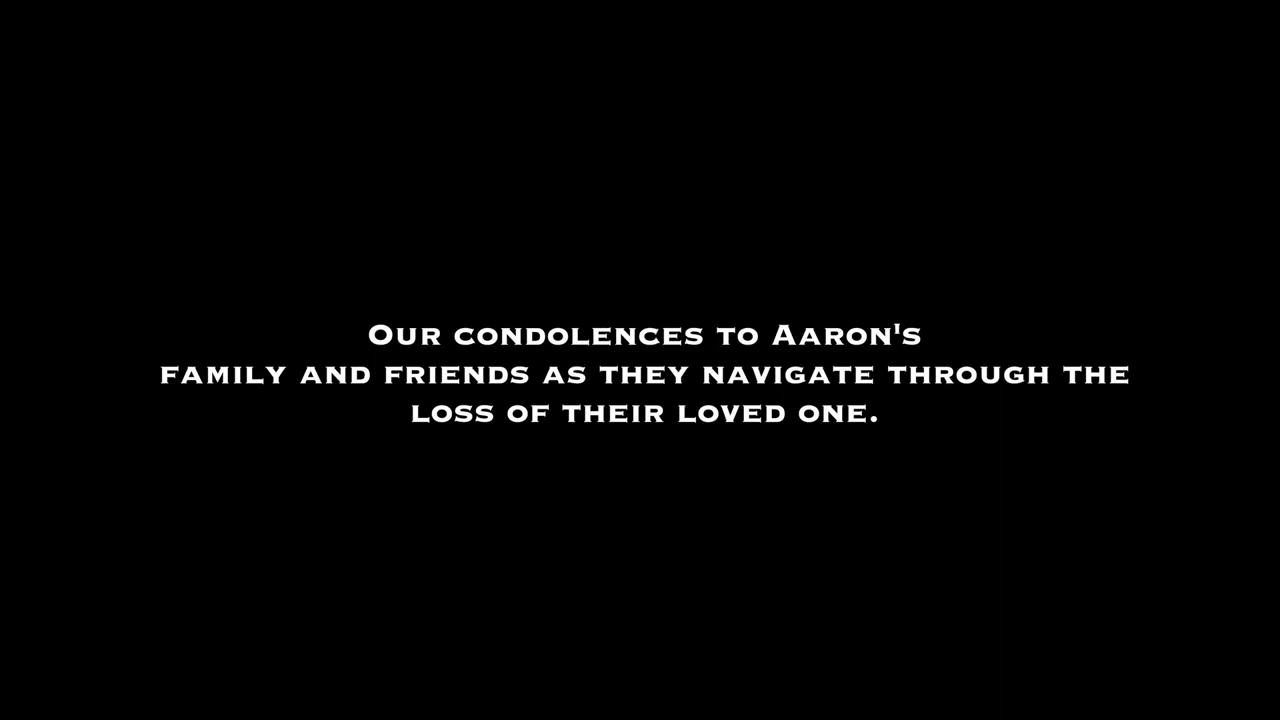 Our condolences to Aaron's
family and friends as they navigate through the
loss of their loved one.